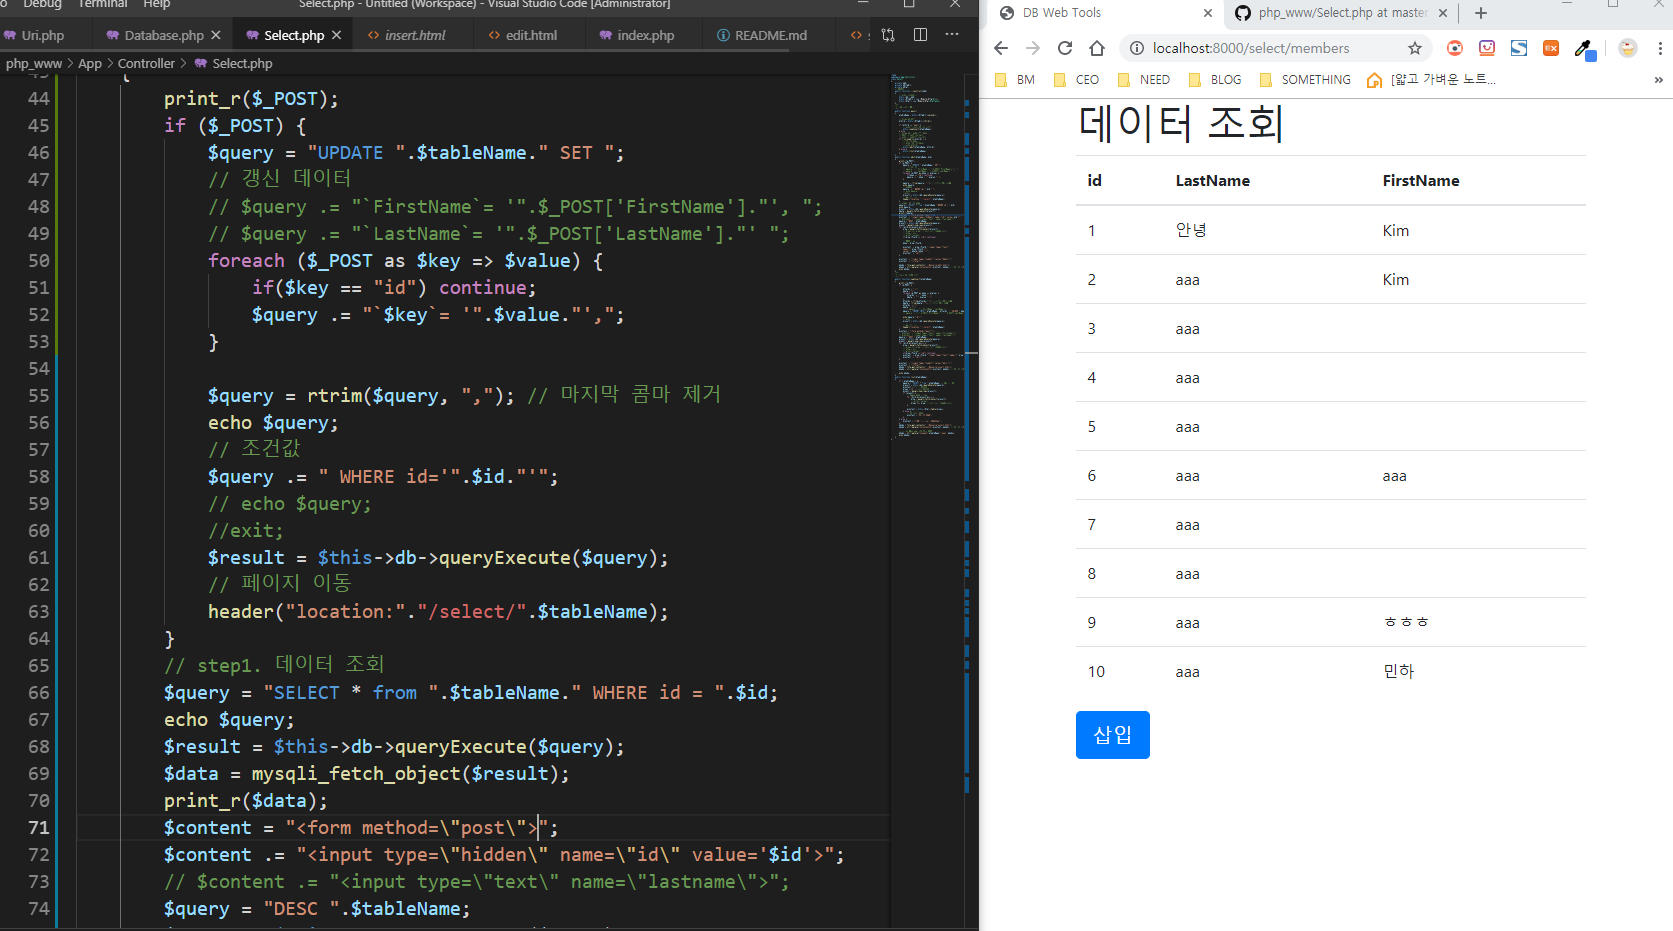 Debug Terminal Help Select.php - Untitled (Workspace) - Visual Studio Code [Administrator]
Uri.php Database.php Select.php insert.html edit.html index.php README.md
php_www > App > Controller > Select.php
44 print_r($_POST);
45 if ($_POST) {
46 $query = "UPDATE ".$tableName." SET ";
47 // 갱신 데이터
48 // $query .= "`FirstName`= '".$_POST['FirstName']."', ";
49 // $query .= "`LastName`= '".$_POST['LastName']."' ";
50 foreach ($_POST as $key => $value) {
51 if($key == "id") continue;
52 $query .= "`$key`= '".$value."',";
53 }
54
55 $query = rtrim($query, ","); // 마지막 콤마 제거
56 echo $query;
57 // 조건값
58 $query .= " WHERE id='".$id."'";
59 // echo $query;
60 //exit;
61 $result = $this->db->queryExecute($query);
62 // 페이지 이동
63 header("location:"."/select/".$tableName);
64 }
65 // step1. 데이터 조회
66 $query = "SELECT * from ".$tableName." WHERE id = ".$id;
67 echo $query;
68 $result = $this->db->queryExecute($query);
69 $data = mysqli_fetch_object($result);
70 print_r($data);
71 $content = "<form method=\"post\">";
72 $content .= "<input type=\"hidden\" name=\"id\" value='$id'>";
73 // $content .= "<input type=\"text\" name=\"lastname\">";
74 $query = "DESC ".$tableName;
DB Web Tools php_www/Select.php at master
localhost:8000/select/members
BM CEO NEED BLOG SOMETHING [얇고 가벼운 노트...
데이터 조회
id LastName FirstName
1 안녕 Kim
2 aaa Kim
3 aaa
4 aaa
5 aaa
6 aaa aaa
7 aaa
8 aaa
9 aaa ㅎㅎㅎ
10 aaa 민하
삽입